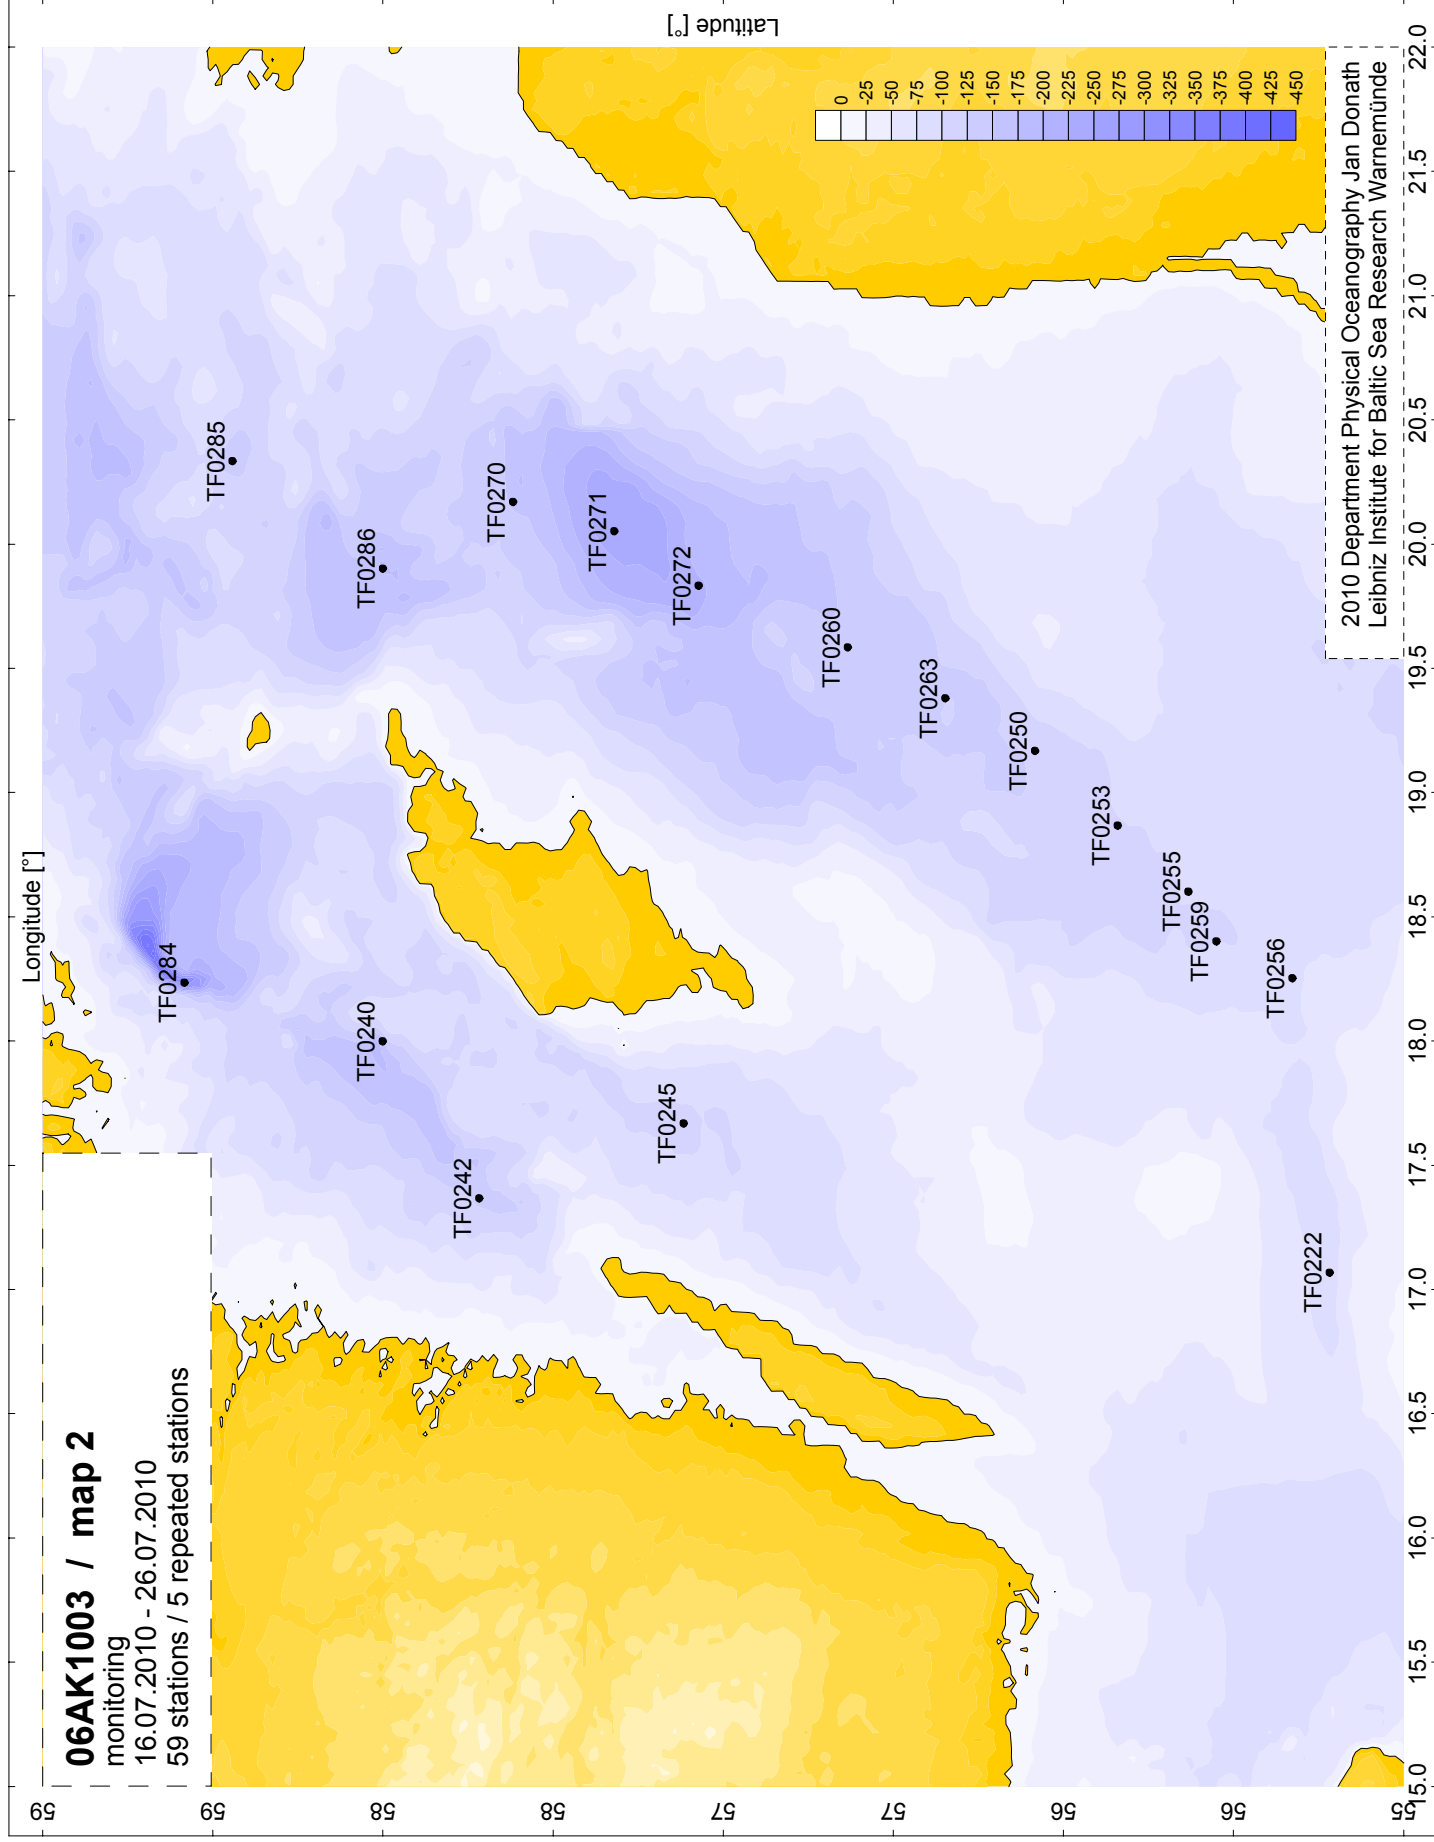 06AK1003 / map 2
monitoring
16.07.2010 - 26.07.2010
59 stations / 5 repeated stations
Longitude [°]
Latitude [°]
59
59
58
58
57
57
56
56
55
15.0
15.5
16.0
16.5
17.0
17.5
18.0
18.5
19.0
19.5
20.0
20.5
21.0
21.5
22.0
TF0284
TF0285
TF0240
TF0286
TF0242
TF0270
TF0271
TF0245
TF0272
TF0260
TF0263
TF0250
TF0253
TF0255
TF0259
TF0256
TF0222
0
-25
-50
-75
-100
-125
-150
-175
-200
-225
-250
-275
-300
-325
-350
-375
-400
-425
-450
2010 Department Physical Oceanography Jan Donath
Leibniz Institute for Baltic Sea Research Warnemünde